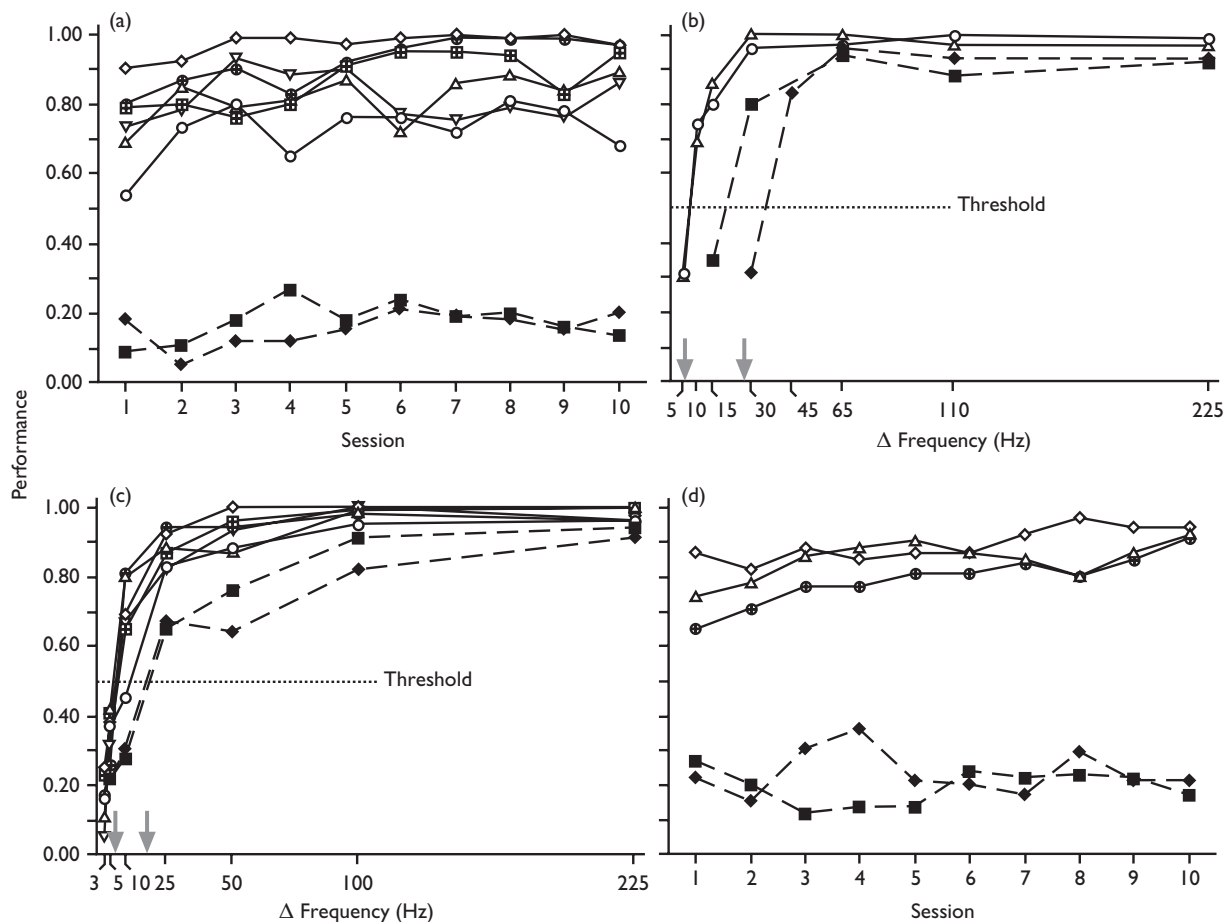 Performance
(a)
1.00
0.80
0.60
0.40
0.20
0.00
1 2 3 4 5 6 7 8 9 10
Session
(b)
Threshold
5 10 15 30 45 65 110 225
Δ Frequency (Hz)
(c)
1.00
0.80
0.60
0.40
0.20
0.00
Threshold
3 5 10 25 50 100 225
Δ Frequency (Hz)
(d)
1 2 3 4 5 6 7 8 9 10
Session